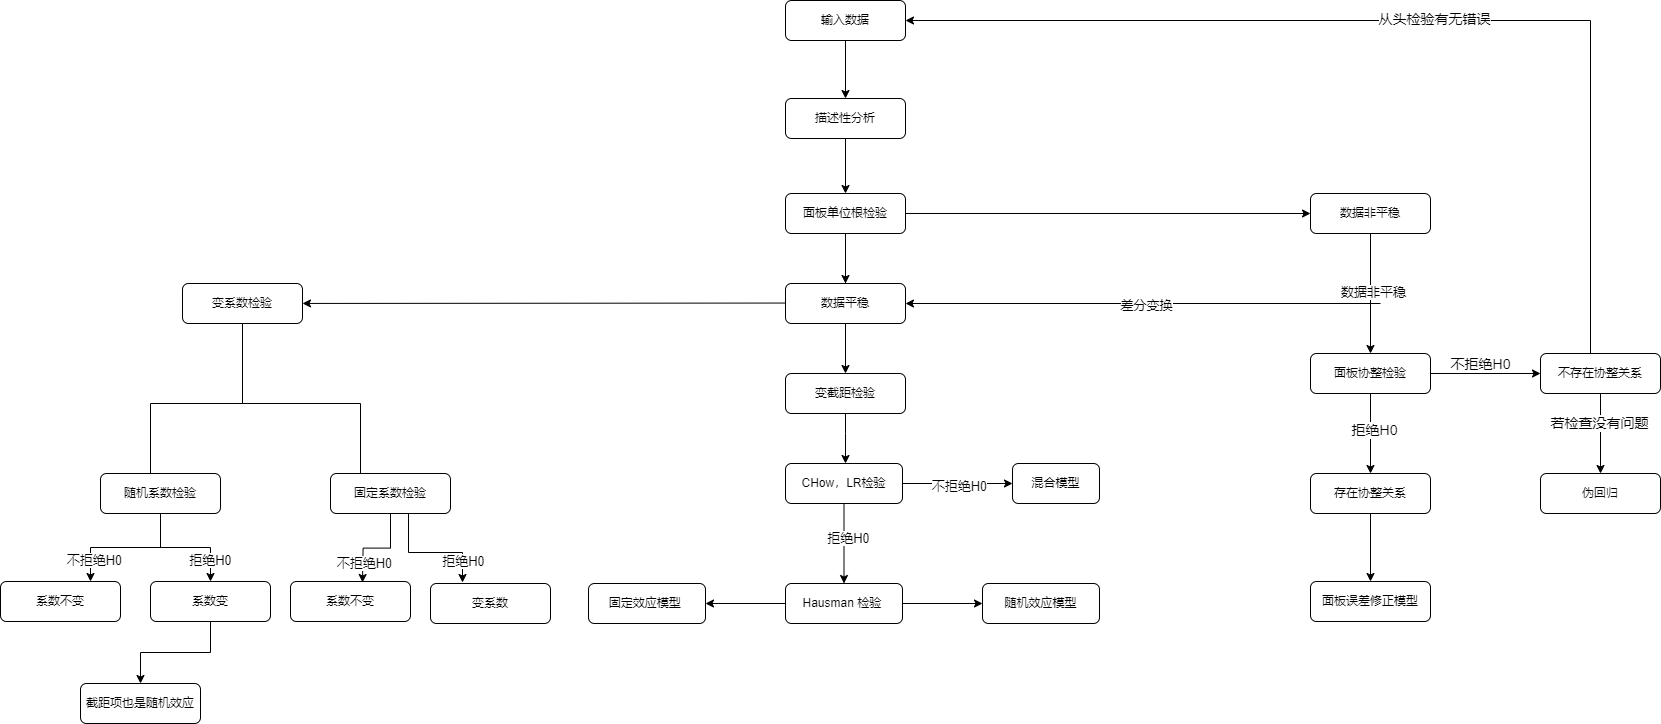 输入数据
从头检验有无错误
描述性分析
面板单位根检验
数据非平稳
变系数检验
数据平稳
差分变换
数据非平稳
变截距检验
面板协整检验
不拒绝H0
不存在协整关系
拒绝H0
若检查没有问题
随机系数检验
固定系数检验
CHow，LR检验
不拒绝H0
混合模型
存在协整关系
伪回归
拒绝H0
不拒绝H0
拒绝H0
不拒绝H0
拒绝H0
系数不变
系数变
系数不变
变系数
固定效应模型
Hausman 检验
随机效应模型
面板误差修正模型
截距项也是随机效应